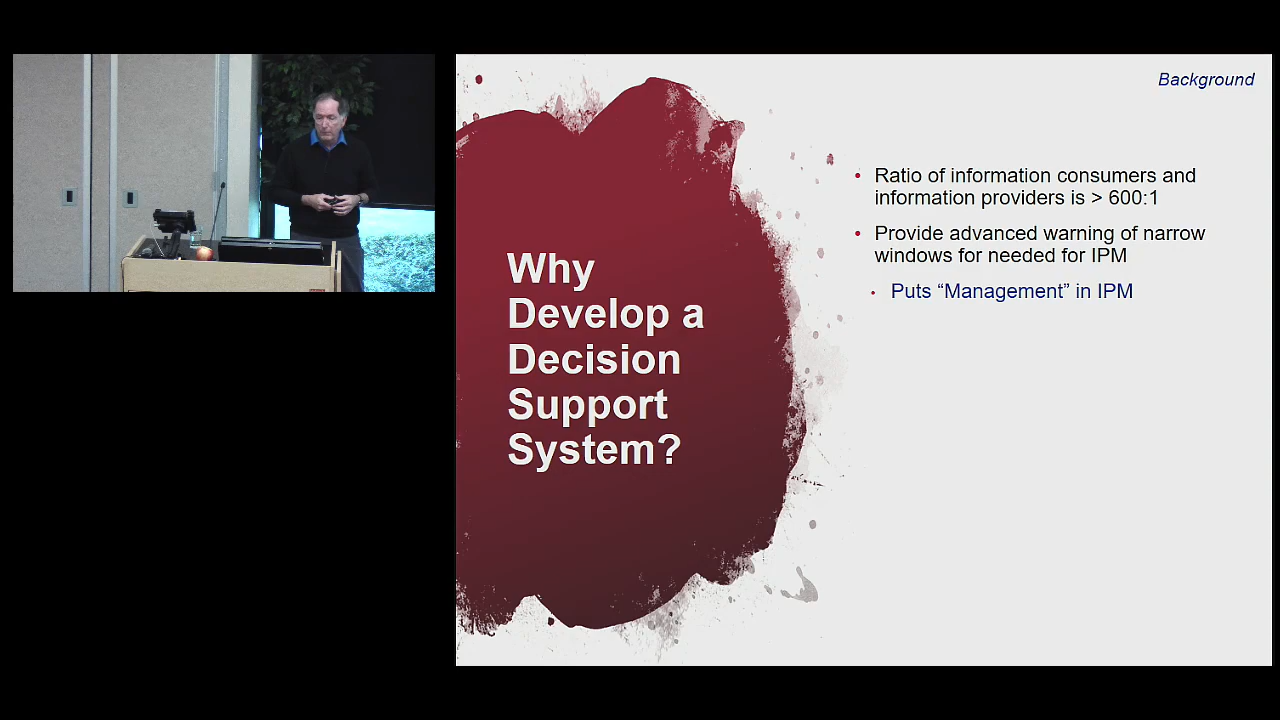 Background
Why
Develop a
Decision
Support
System?
• Ratio of information consumers and
information providers is > 600:1
• Provide advanced warning of narrow
windows for needed for IPM
• Puts “Management” in IPM